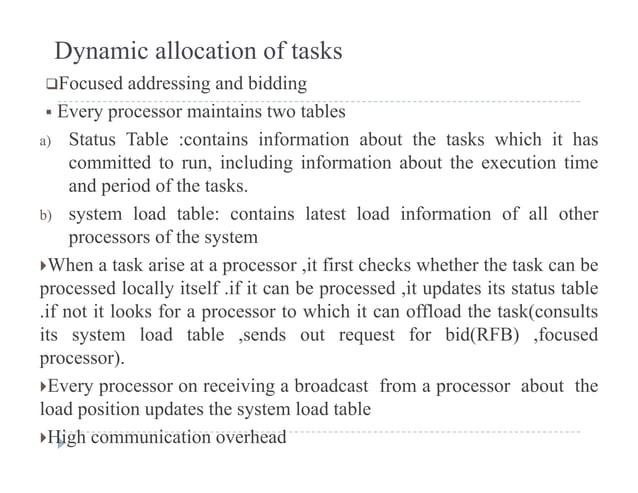 Dynamic allocation of tasks
❑Focused addressing and bidding
▪ Every processor maintains two tables
a) Status Table :contains information about the tasks which it has
committed to run, including information about the execution time
and period of the tasks.
b) system load table: contains latest load information of all other
processors of the system
When a task arise at a processor ,it first checks whether the task can be
processed locally itself .if it can be processed ,it updates its status table
.if not it looks for a processor to which it can offload the task(consults
its system load table ,sends out request for bid(RFB) ,focused
processor).
Every processor on receiving a broadcast from a processor about the
load position updates the system load table
High communication overhead